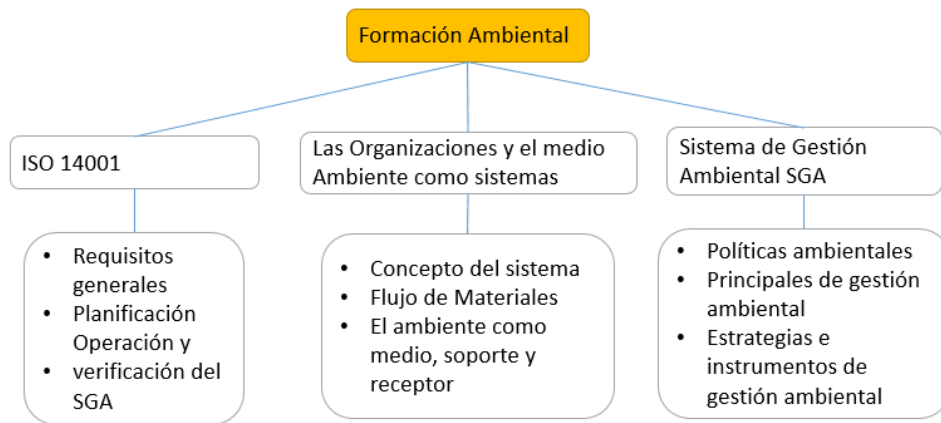 Formación Ambiental
ISO 14001
Las Organizaciones y el medio
Ambiente como sistemas
Sistema de Gestión
Ambiental SGA
• Requisitos
generales
• Planificación
Operación y
• verificación del
SGA
• Concepto del sistema
• Flujo de Materiales
• El ambiente como
medio, soporte y
receptor
• Políticas ambientales
• Principales de gestión
ambiental
• Estrategias e
instrumentos de
gestión ambiental